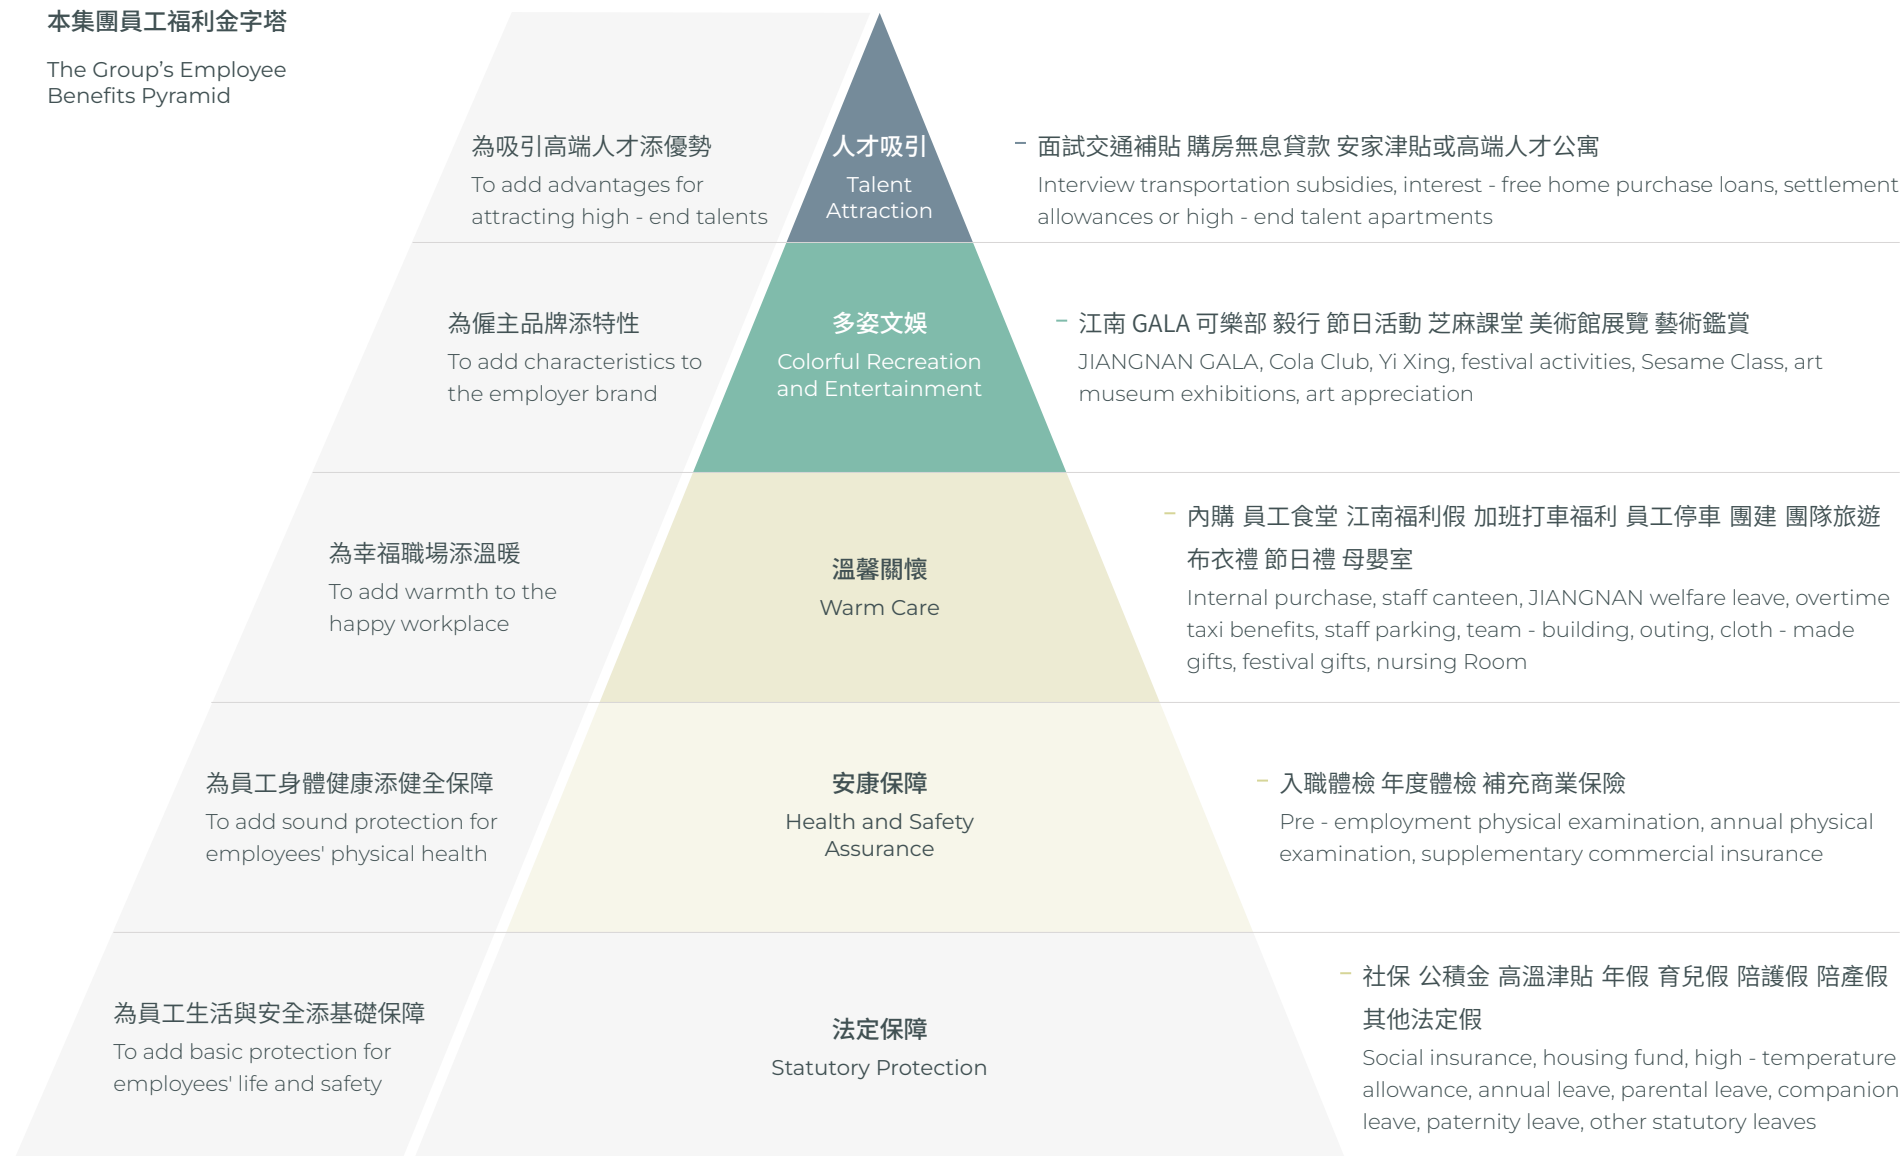 本集團員工福利金字塔
The Group’s Employee
Benefits Pyramid
為吸引高端人才添優勢
To add advantages for
attracting high - end talents
人才吸引
Talent
Attraction
面試交通補貼 購房無息貸款 安家津貼或高端人才公寓
Interview transportation subsidies, interest - free home purchase loans, settlement
allowances or high - end talent apartments
為僱主品牌添特性
To add characteristics to
the employer brand
多姿文娛
Colorful Recreation
and Entertainment
江南 GALA 可樂部 毅行 節日活動 芝麻課堂 美術館展覽 藝術鑑賞
JIANGNAN GALA, Cola Club, Yi Xing, festival activities, Sesame Class, art
museum exhibitions, art appreciation
為幸福職場添溫暖
To add warmth to the
happy workplace
溫馨關懷
Warm Care
內購 員工食堂 江南福利假 加班打車福利 員工停車 團建 團隊旅遊
布衣禮 節日禮 母嬰室
Internal purchase, staff canteen, JIANGNAN welfare leave, overtime
taxi benefits, staff parking, team - building, outing, cloth - made
gifts, festival gifts, nursing Room
為員工身體健康添健全保障
To add sound protection for
employees' physical health
安康保障
Health and Safety
Assurance
入職體檢 年度體檢 補充商業保險
Pre - employment physical examination, annual physical
examination, supplementary commercial insurance
為員工生活與安全添基礎保障
To add basic protection for
employees' life and safety
法定保障
Statutory Protection
社保 公積金 高溫津貼 年假 育兒假 陪護假 陪產假
其他法定假
Social insurance, housing fund, high - temperature
allowance, annual leave, parental leave, companion
leave, paternity leave, other statutory leaves